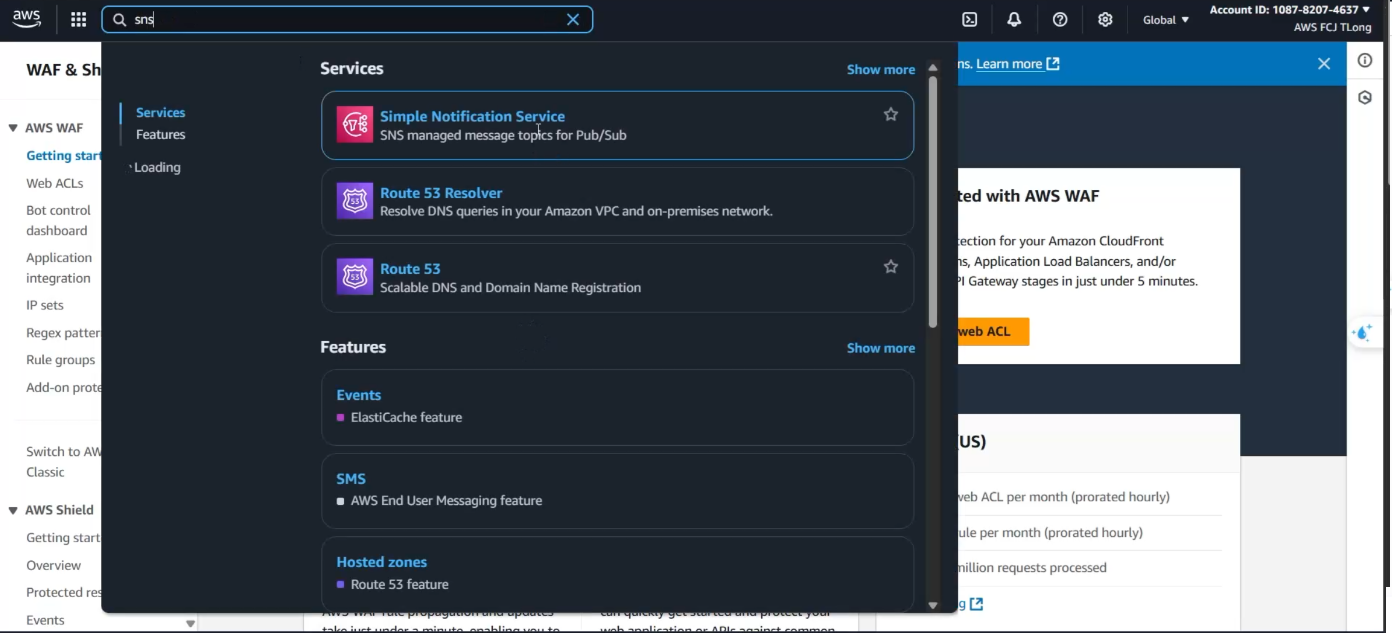 aws
sns
Global
Account ID: 1087-8207-4637
AWS FCJ TLong
WAF & Sh
AWS WAF
Getting start
Web ACLs
Bot control
dashboard
Application
integration
IP sets
Regex patter
Rule groups
Add-on prote
Switch to AW
Classic
AWS Shield
Getting start
Overview
Protected res
Events
Services
Features
Loading
Services
Show more
Simple Notification Service
SNS managed message topics for Pub/Sub
53
Route 53 Resolver
Resolve DNS queries in your Amazon VPC and on-premises network.
53
Route 53
Scalable DNS and Domain Name Registration
Features
Show more
Events
ElastiCache feature
SMS
AWS End User Messaging feature
Hosted zones
Route 53 feature
ns. Learn more
ted with AWS WAF
ection for your Amazon CloudFront
ns, Application Load Balancers, and/or
PI Gateway stages in just under 5 minutes.
web ACL
(US)
web ACL per month (prorated hourly)
ule per month (prorated hourly)
million requests processed
g
AWS WAF rule propagation and updates
take just under a minute, enabling you to
can quickly get started and protect your
web application or APIs against common